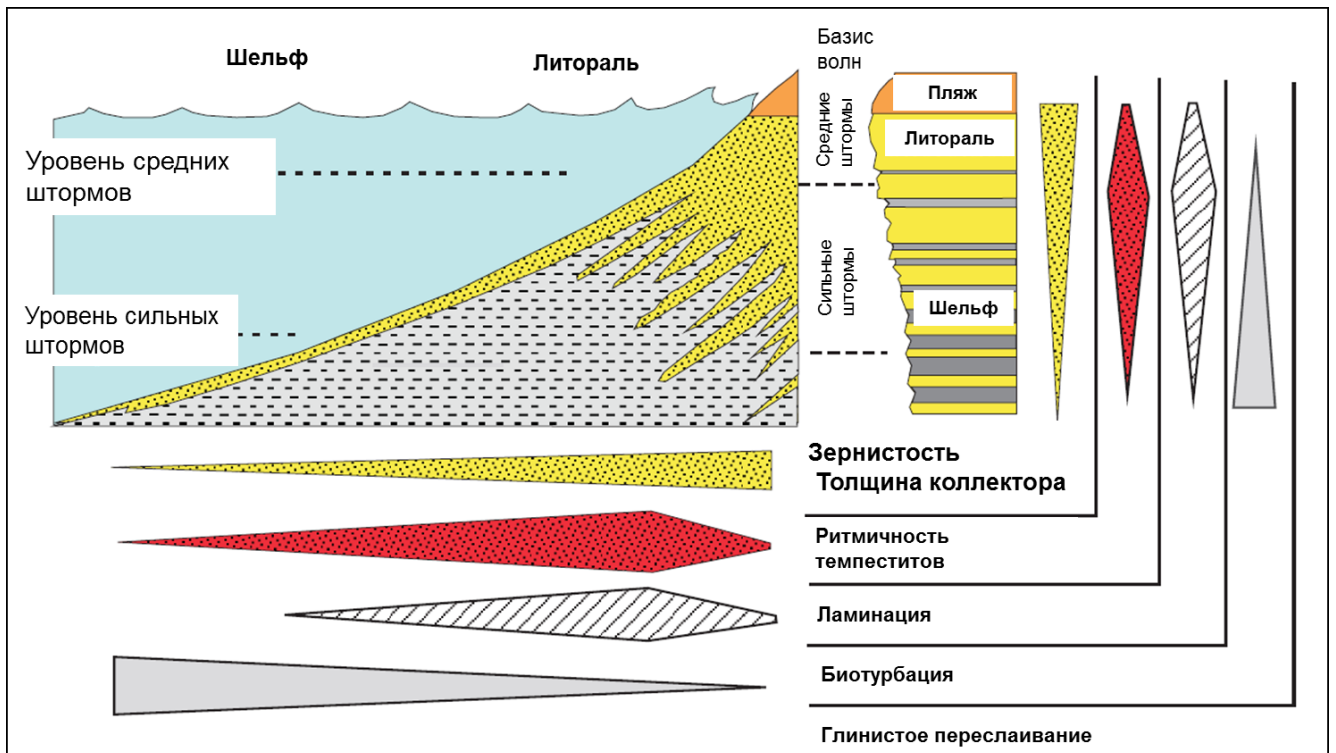 Шельф
Литораль
Базис
волн
Уровень средних
штормов
Уровень сильных
штормов
Средние
штормы
Сильные
штормы
Пляж
Литораль
Шельф
Зернистость
Толщина коллектора
Ритмичность
темпеститов
Ламинация
Биотурбация
Глинистое переслаивание